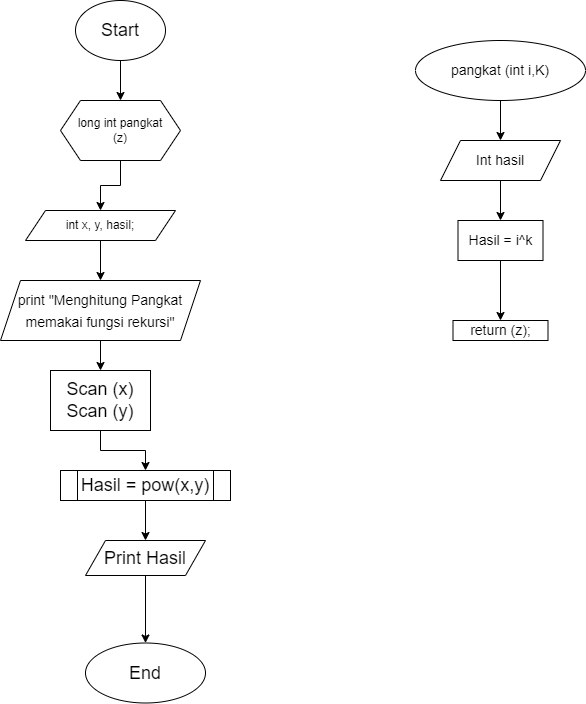 Start
long int pangkat
(z)
int x, y, hasil;
print "Menghitung Pangkat
memakai fungsi rekursi"
Scan (x)
Scan (y)
Hasil = pow(x,y)
Print Hasil
End
pangkat (int i,K)
Int hasil
Hasil = i^k
return (z);